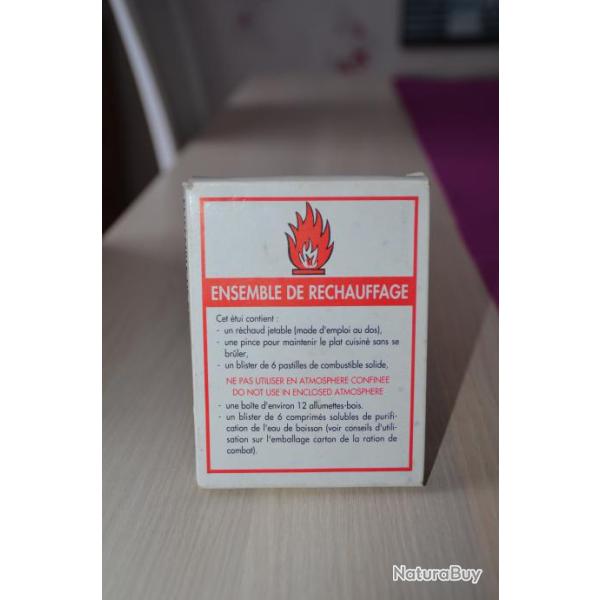 ENSEMBLE DE RECHAUFFAGE
Cet étui contient :
- un réchaud jetable (mode d'emploi au dos),
- une pince pour maintenir le plat cuisiné sans se
brûler,
- un blister de 6 pastilles de combustible solide,
NE PAS UTILISER EN ATMOSPHERE CONFINEE
DO NOT USE IN ENCLOSED ATMOSPHERE
- une boîte d'environ 12 allumettes-bois.
- un blister de 6 comprimés solubles de purifi-
cation de l'eau de boisson (voir conseils d'utili-
sation sur l'emballage carton de la ration de
combat).
NaturaBuy